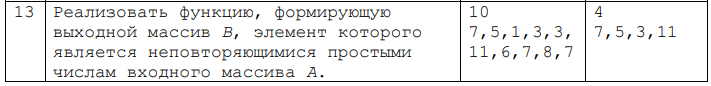 13 Реализовать функцию, формирующую 10 4
выходной массив B, элемент которого 7,5,1,3,3, 7,5,3,11
является неповторяющимися простыми 11,6,7,8,7
числам входного массива A.